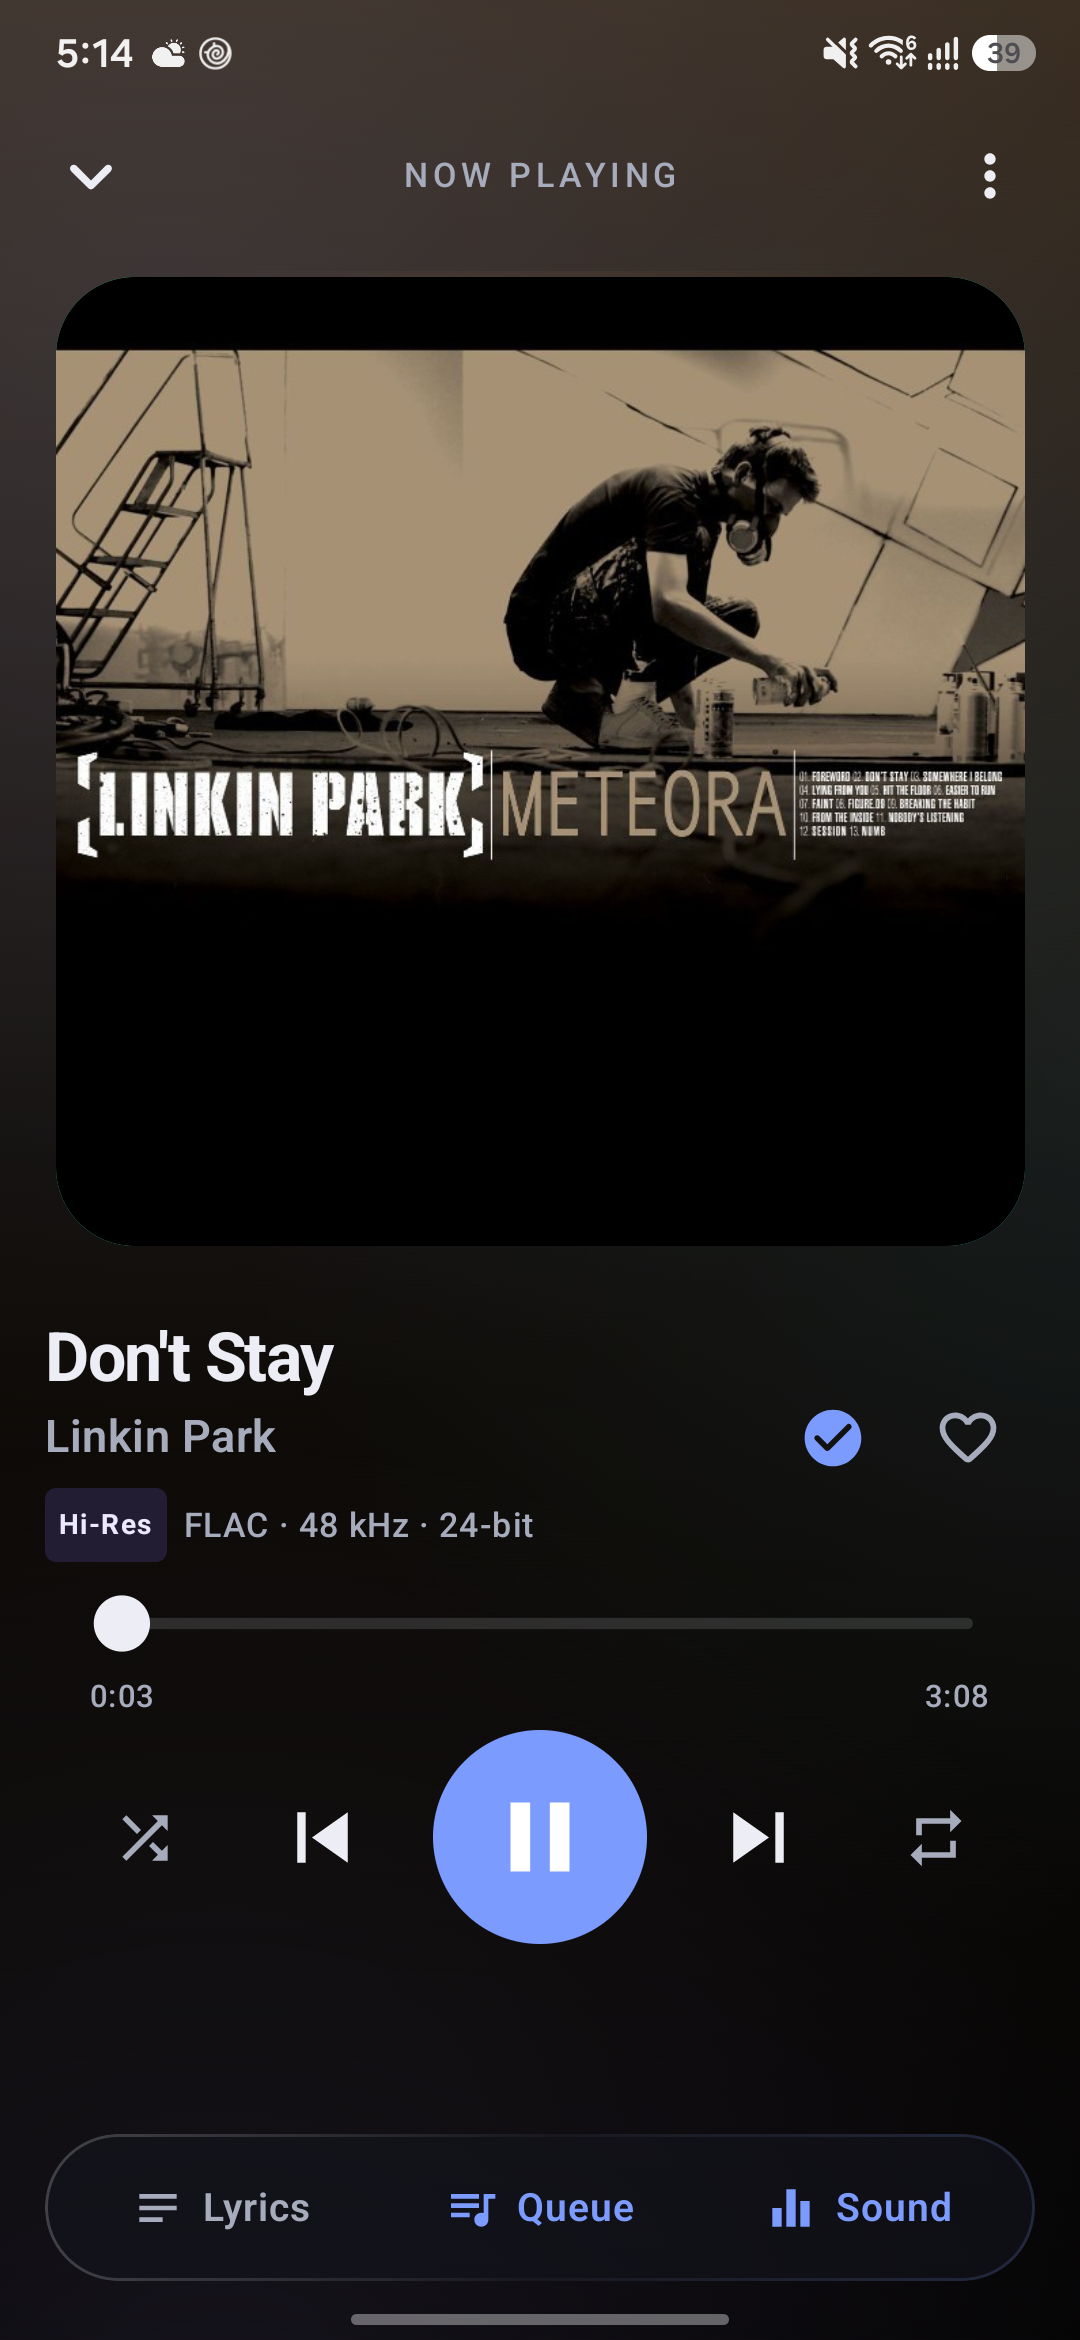 5:14
6
39
NOW PLAYING
[LINKIN PARK] METEORA
01. FOREWORD 02. DON'T STAY 03. SOMEWHERE I BELONG
04. LYING FROM YOU 05. HIT THE FLOOR 06. EASIER TO RUN
07. FAINT 08. FIGURE.09 09. BREAKING THE HABIT
10. FROM THE INSIDE 11. NOBODY'S LISTENING
12. SESSION 13. NUMB
Don't Stay
Linkin Park
Hi-Res FLAC · 48 kHz · 24-bit
0:03 3:08
Lyrics Queue Sound